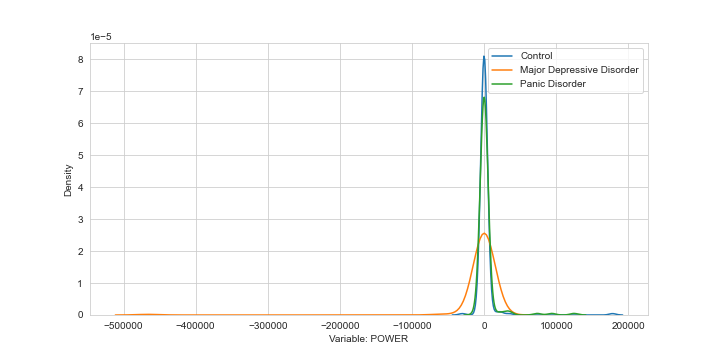 1e−5
8
7
6
5
4
3
2
1
0
Density
−500000 −400000 −300000 −200000 −100000 0 100000 200000
Variable: POWER
Control
Major Depressive Disorder
Panic Disorder